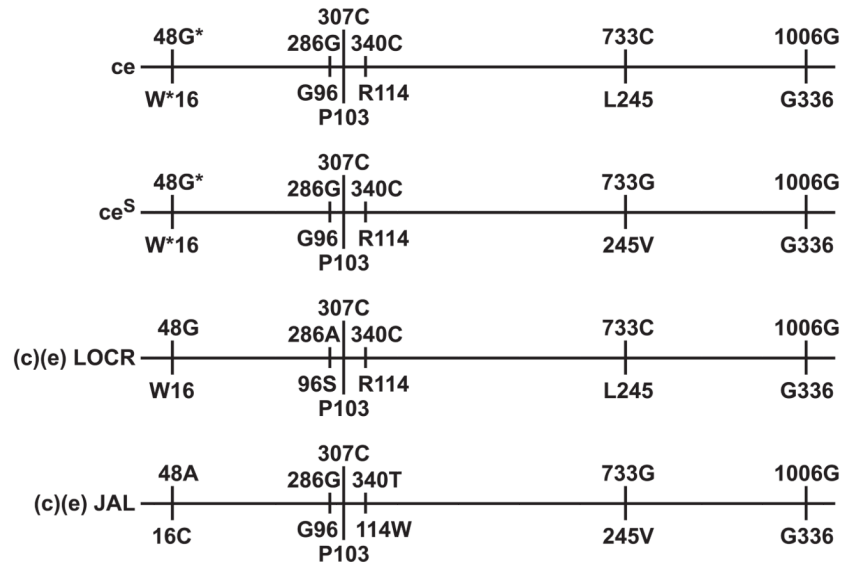 307C
48G* 286G 340C 733C 1006G
ce
W*16 G96 R114 L245 G336
P103
307C
48G* 286G 340C 733G 1006G
ceS
W*16 G96 R114 245V G336
P103
307C
48G 286A 340C 733C 1006G
(c)(e) LOCR
W16 96S R114 L245 G336
P103
307C
48A 286G 340T 733G 1006G
(c)(e) JAL
16C G96 114W 245V G336
P103